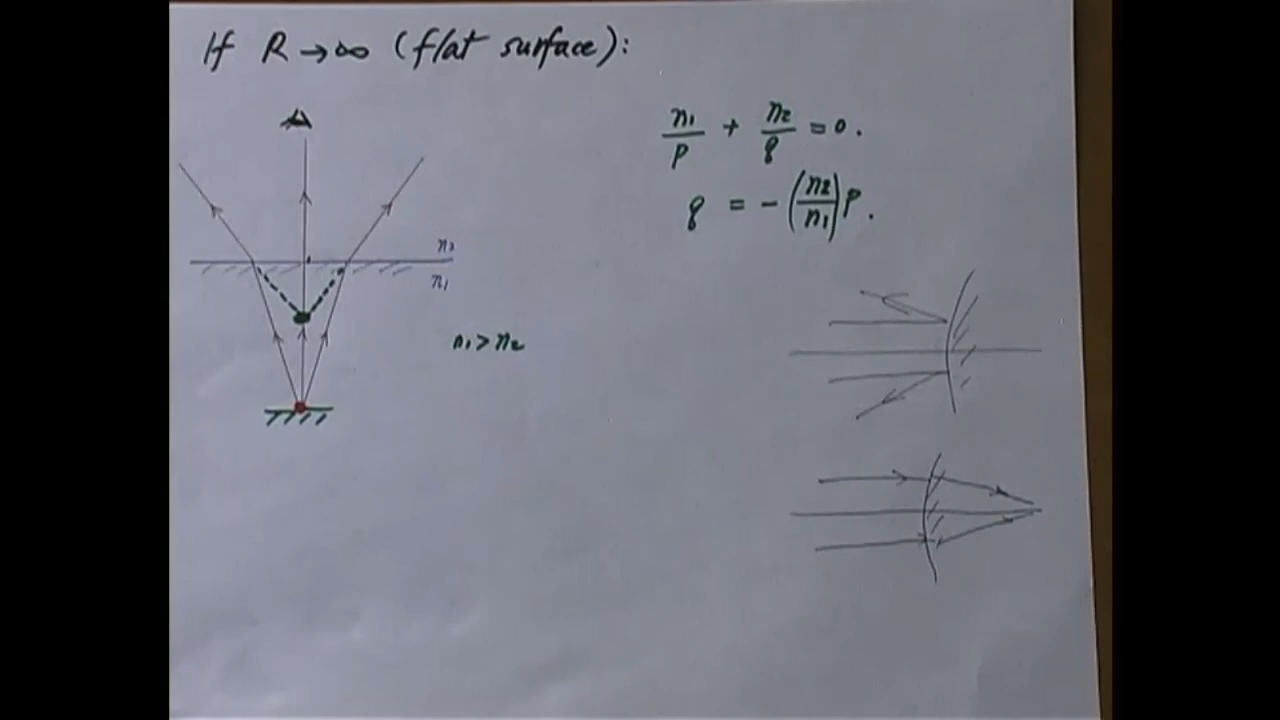 If R → ∞ (flat surface):
n₁/p + n₂/q = 0.
q = -(n₂/n₁)p.
n₂
n₁
n₁ > n₂